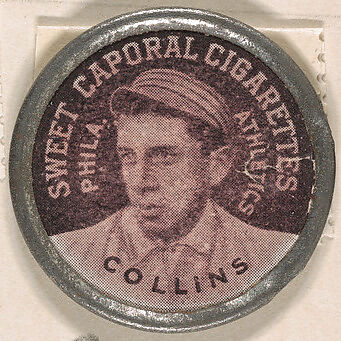 SWEET CAPORAL CIGARETTES
PHILA.
ATHLETICS
COLLINS